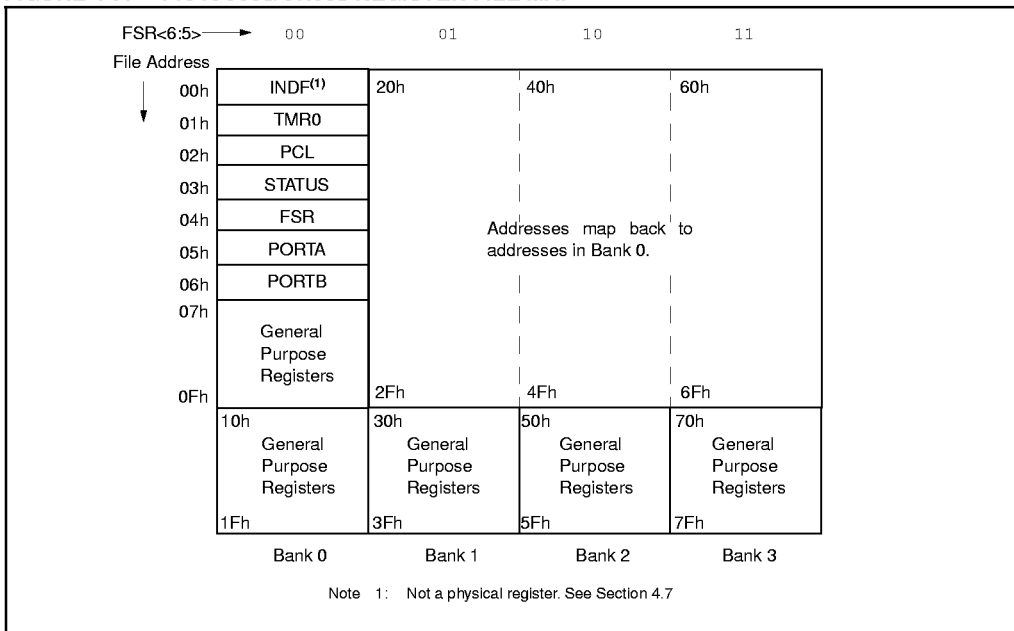 FSR<6:5> 00 01 10 11
File Address
00h INDF(1) 20h 40h 60h
01h TMR0
02h PCL
03h STATUS
04h FSR
Addresses map back to
05h PORTA
addresses in Bank 0.
06h PORTB
07h
General
Purpose
Registers
0Fh 2Fh 4Fh 6Fh
10h 30h 50h 70h
General General General General
Purpose Purpose Purpose Purpose
Registers Registers Registers Registers
1Fh 3Fh 5Fh 7Fh
Bank 0 Bank 1 Bank 2 Bank 3
Note 1: Not a physical register. See Section 4.7